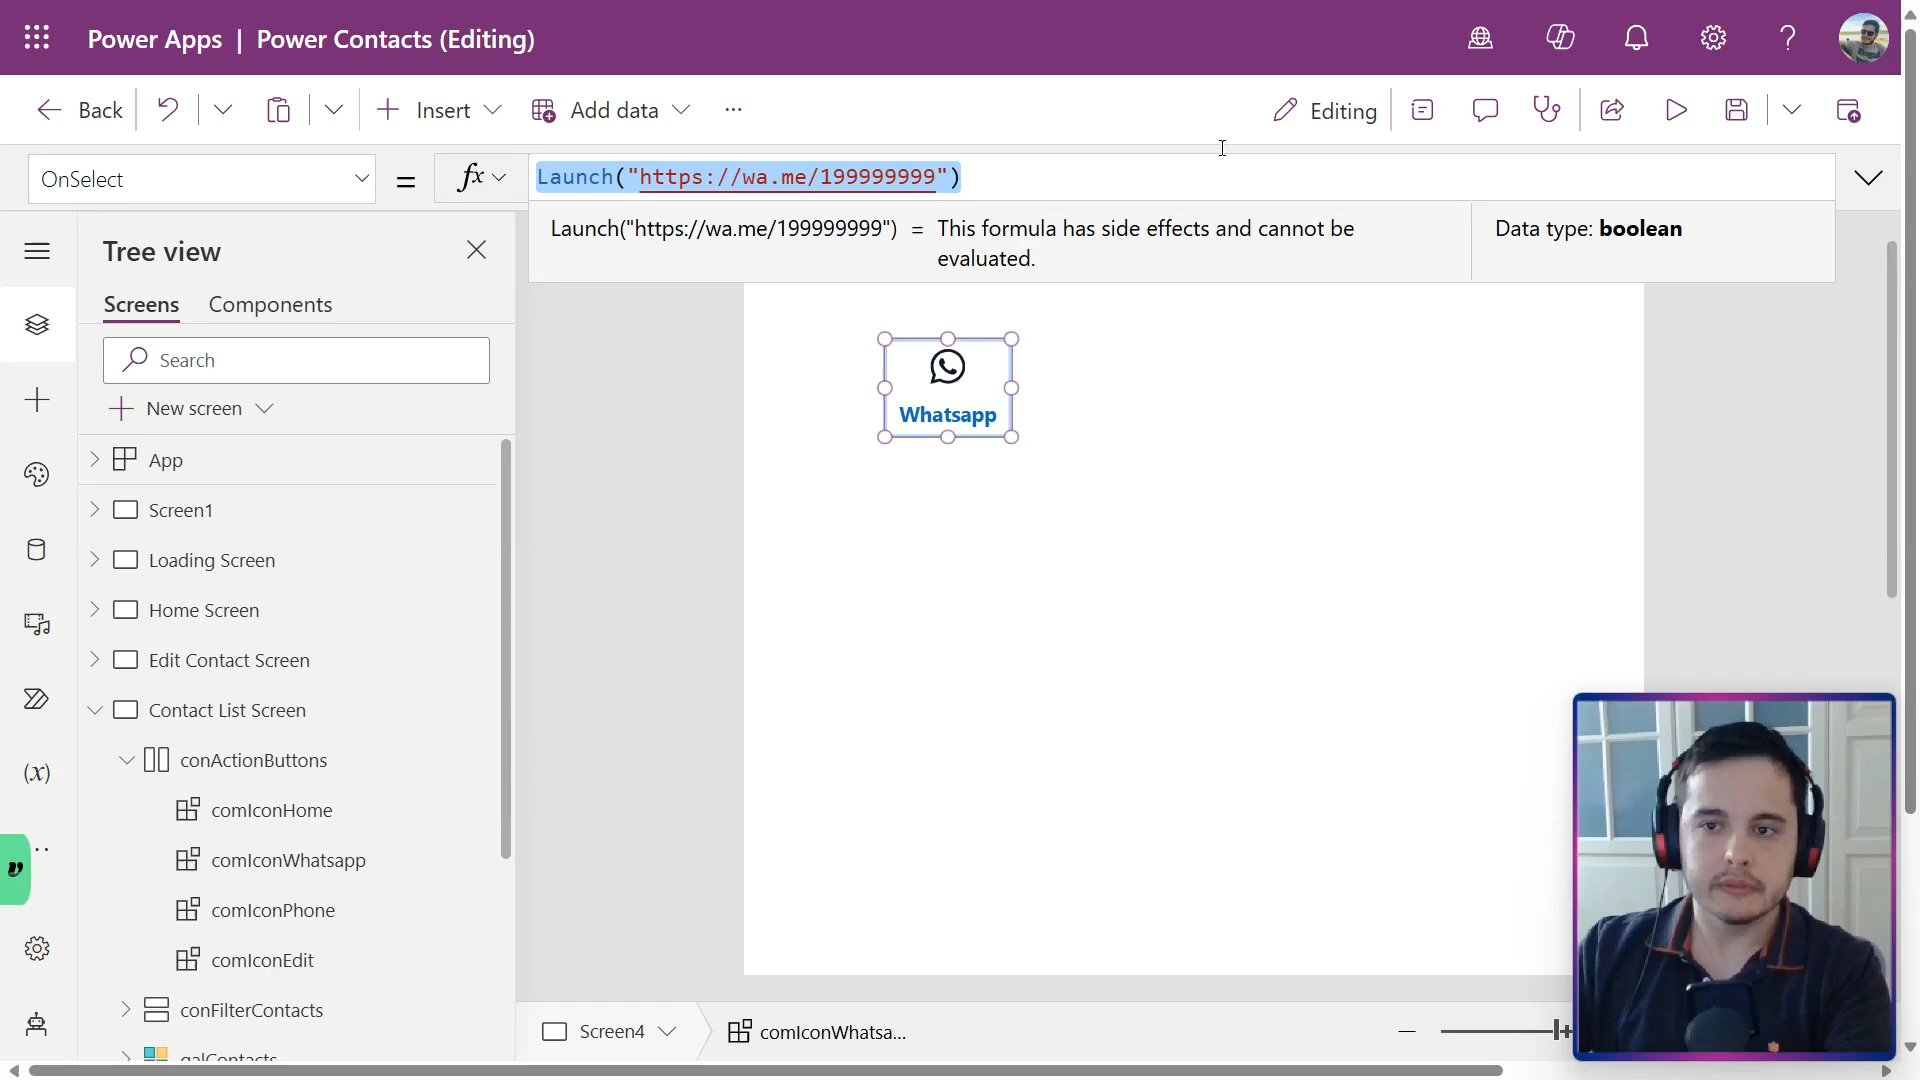 Power Apps | Power Contacts (Editing)
Back
Insert
Add data
Editing
OnSelect
=
fx
Launch("https://wa.me/199999999")
Launch("https://wa.me/199999999") = This formula has side effects and cannot be
evaluated.
Data type: boolean
Tree view
Screens
Components
Search
New screen
App
Screen1
Loading Screen
Home Screen
Edit Contact Screen
Contact List Screen
conActionButtons
comIconHome
comIconWhatsapp
comIconPhone
comIconEdit
conFilterContacts
galContacts
(x)
Whatsapp
Screen4
comIconWhatsa...